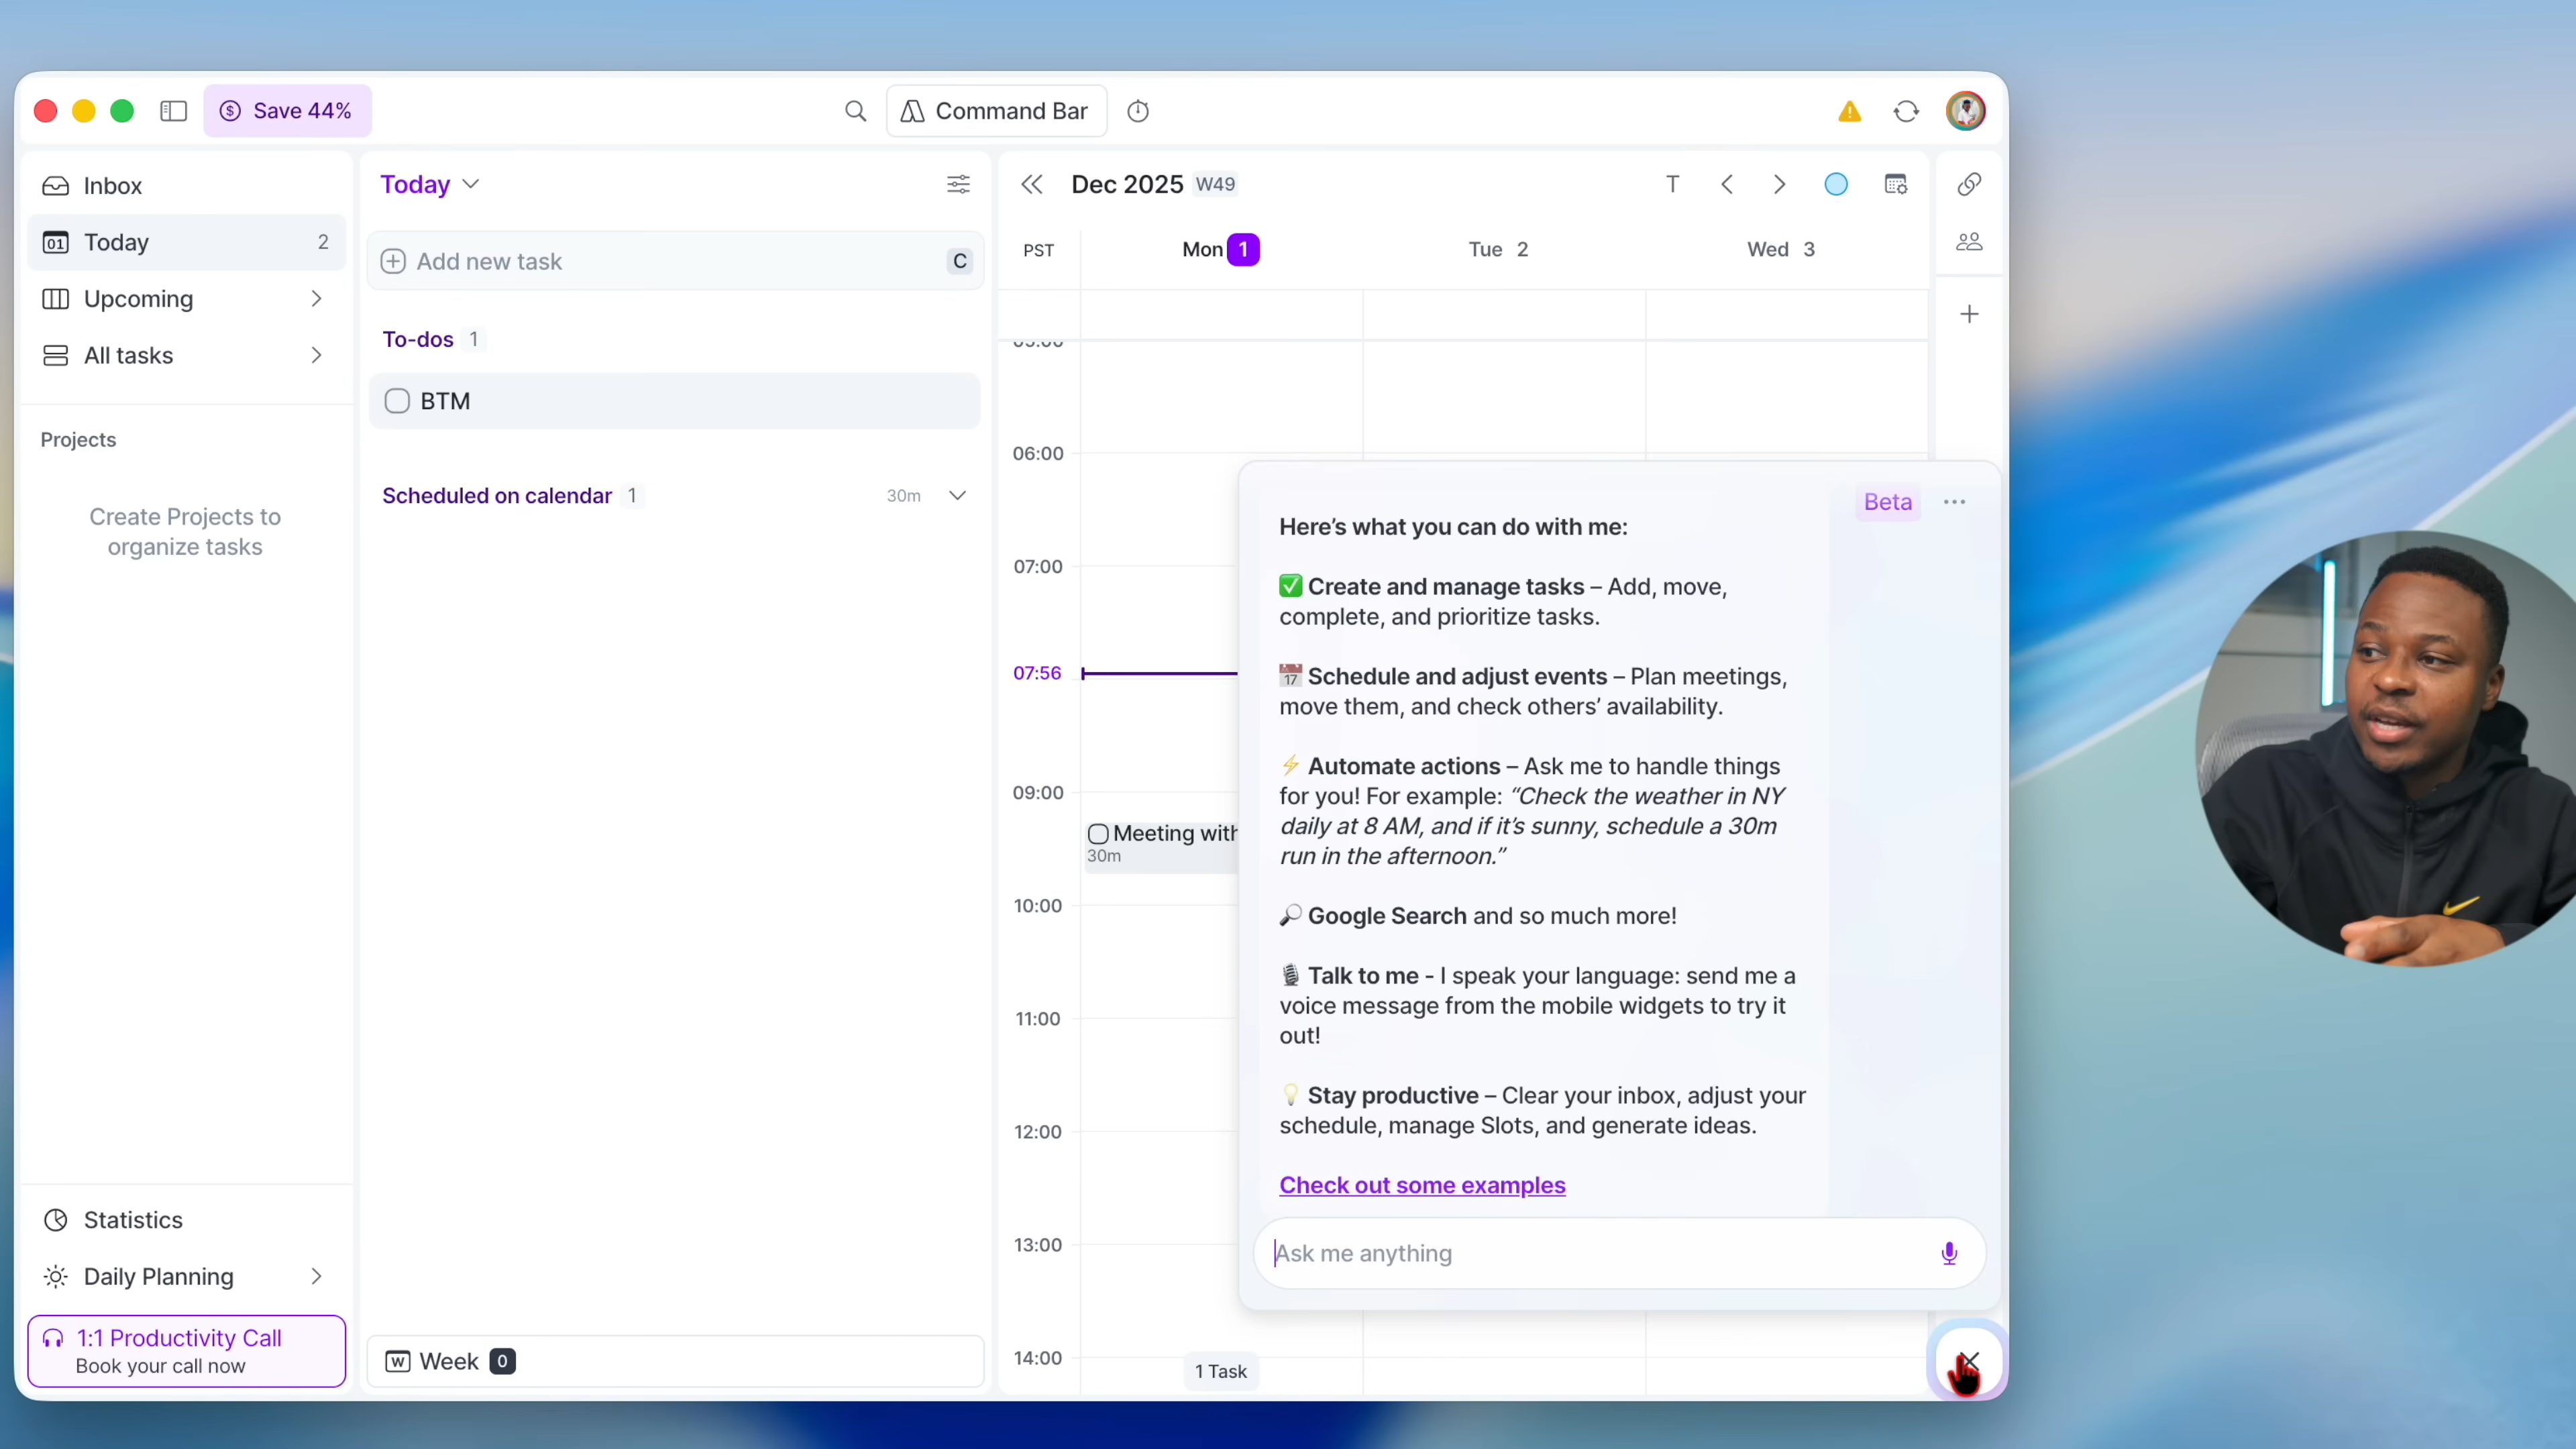 Save 44%
Command Bar
Inbox
01 Today 2
Upcoming
All tasks
Projects
Create Projects to
organize tasks
Statistics
Daily Planning
1:1 Productivity Call
Book your call now
Today
Add new task C
To-dos 1
BTM
Scheduled on calendar 1 30m
W Week 0
Dec 2025 W49
T
PST Mon 1 Tue 2 Wed 3
06:00
07:00
07:56
09:00
Meeting with
30m
10:00
11:00
12:00
13:00
14:00
1 Task
Beta
Here’s what you can do with me:
✅ Create and manage tasks – Add, move,
complete, and prioritize tasks.
📅 Schedule and adjust events – Plan meetings,
move them, and check others’ availability.
⚡ Automate actions – Ask me to handle things
for you! For example: “Check the weather in NY
daily at 8 AM, and if it’s sunny, schedule a 30m
run in the afternoon.”
🔎 Google Search and so much more!
🎙 Talk to me - I speak your language: send me a
voice message from the mobile widgets to try it
out!
💡 Stay productive – Clear your inbox, adjust your
schedule, manage Slots, and generate ideas.
Check out some examples
Ask me anything